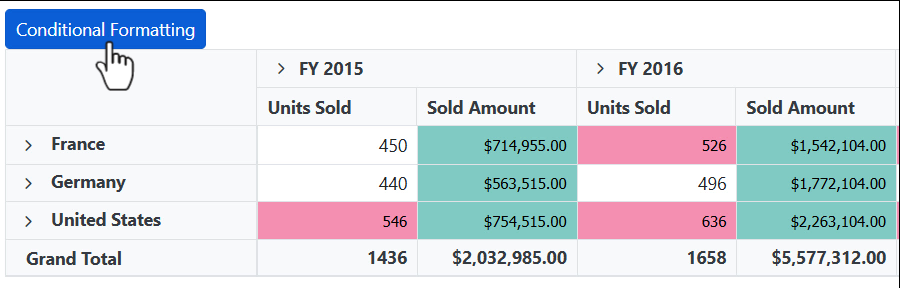 Conditional Formatting
FY 2015 FY 2016
Units Sold Sold Amount Units Sold Sold Amount
France 450 $714,955.00 526 $1,542,104.00
Germany 440 $563,515.00 496 $1,772,104.00
United States 546 $754,515.00 636 $2,263,104.00
Grand Total 1436 $2,032,985.00 1658 $5,577,312.00